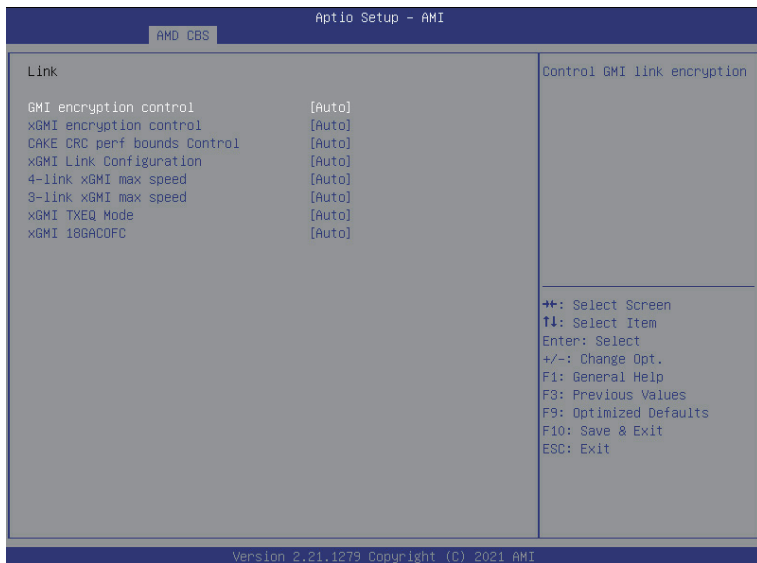 Aptio Setup – AMI
AMD CBS
Link
GMI encryption control [Auto]
xGMI encryption control [Auto]
CAKE CRC perf bounds Control [Auto]
xGMI Link Configuration [Auto]
4-link xGMI max speed [Auto]
3-link xGMI max speed [Auto]
xGMI TXEQ Mode [Auto]
xGMI 18GACOFC [Auto]
Control GMI link encryption
→←: Select Screen
↑↓: Select Item
Enter: Select
+/-: Change Opt.
F1: General Help
F3: Previous Values
F9: Optimized Defaults
F10: Save & Exit
ESC: Exit
Version 2.21.1279 Copyright (C) 2021 AMI